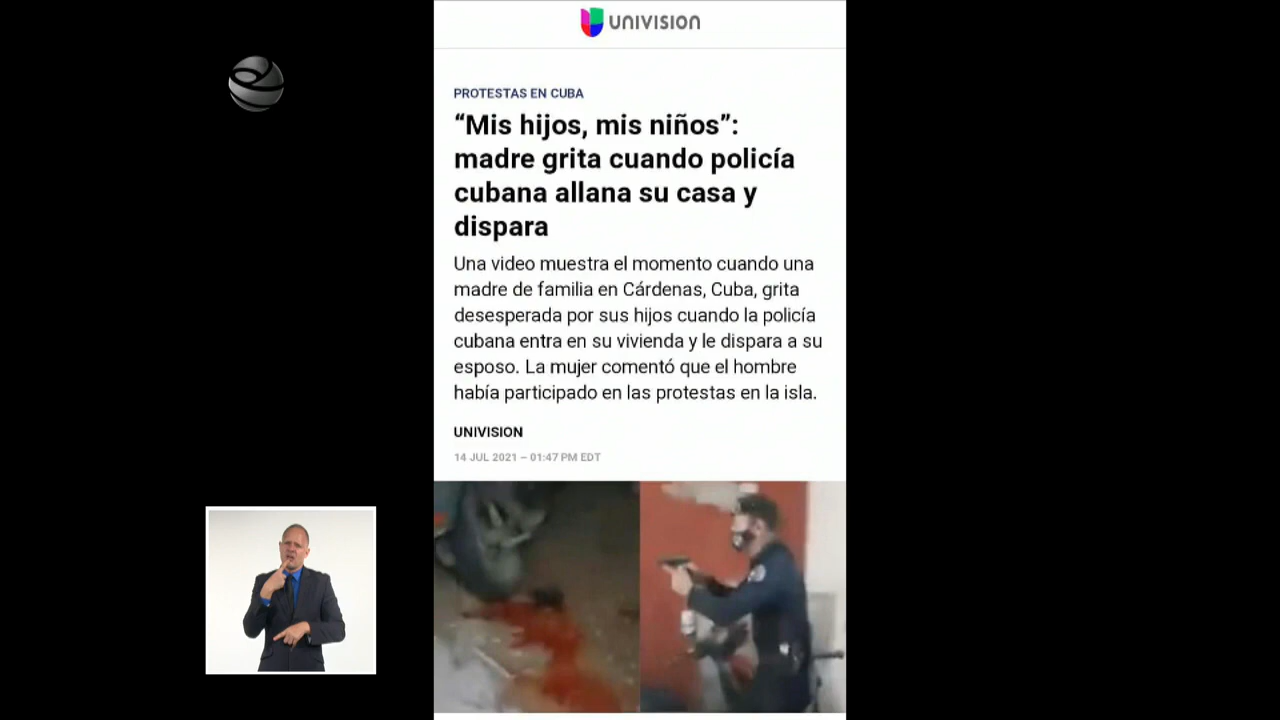 UNIVISION
PROTESTAS EN CUBA
“Mis hijos, mis niños”:
madre grita cuando policía
cubana allana su casa y
dispara
Una video muestra el momento cuando una
madre de familia en Cárdenas, Cuba, grita
desesperada por sus hijos cuando la policía
cubana entra en su vivienda y le dispara a su
esposo. La mujer comentó que el hombre
había participado en las protestas en la isla.
UNIVISION
14 JUL 2021 – 01:47 PM EDT